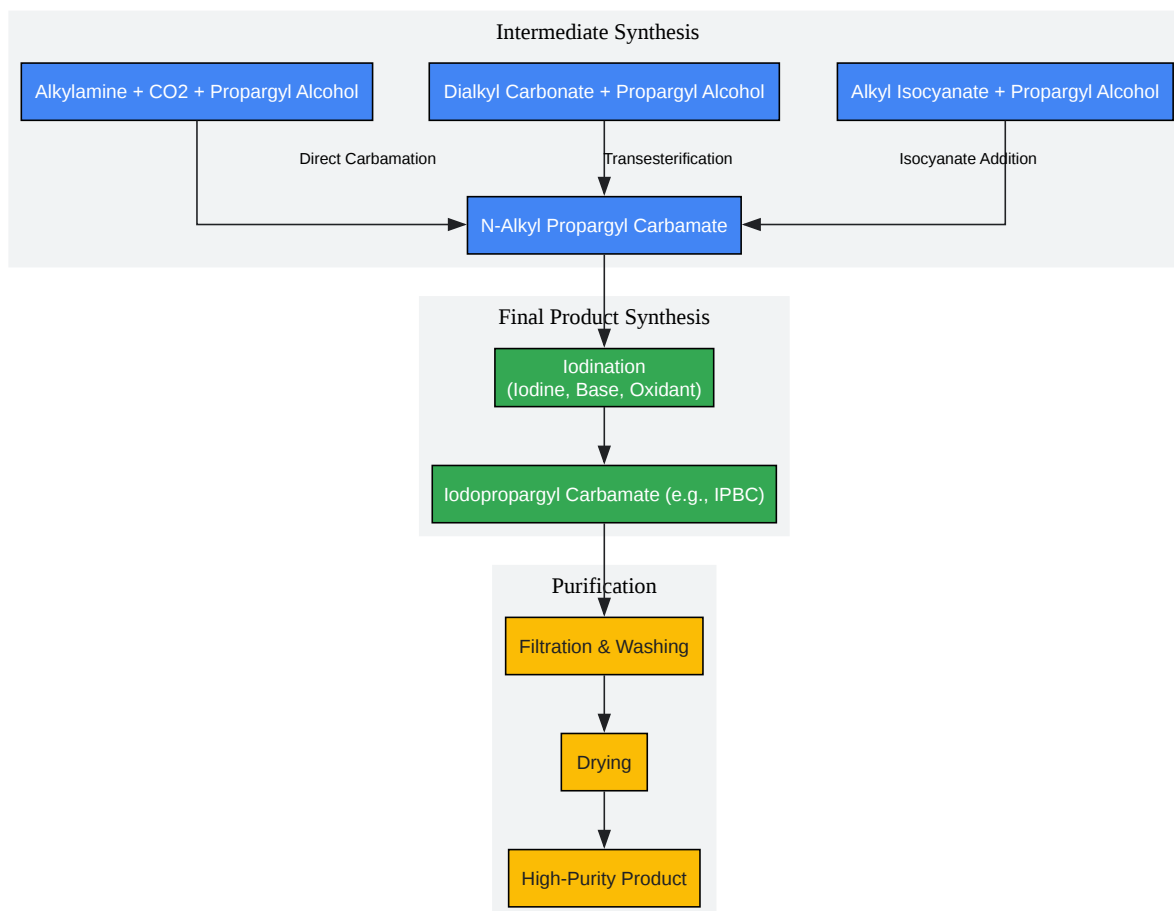 Intermediate Synthesis
Alkylamine + CO2 + Propargyl Alcohol
Dialkyl Carbonate + Propargyl Alcohol
Alkyl Isocyanate + Propargyl Alcohol
Direct Carbamation
Transesterification
Isocyanate Addition
N-Alkyl Propargyl Carbamate
Final Product Synthesis
Iodination
(Iodine, Base, Oxidant)
Iodopropargyl Carbamate (e.g., IPBC)
Purification
Filtration & Washing
Drying
High-Purity Product